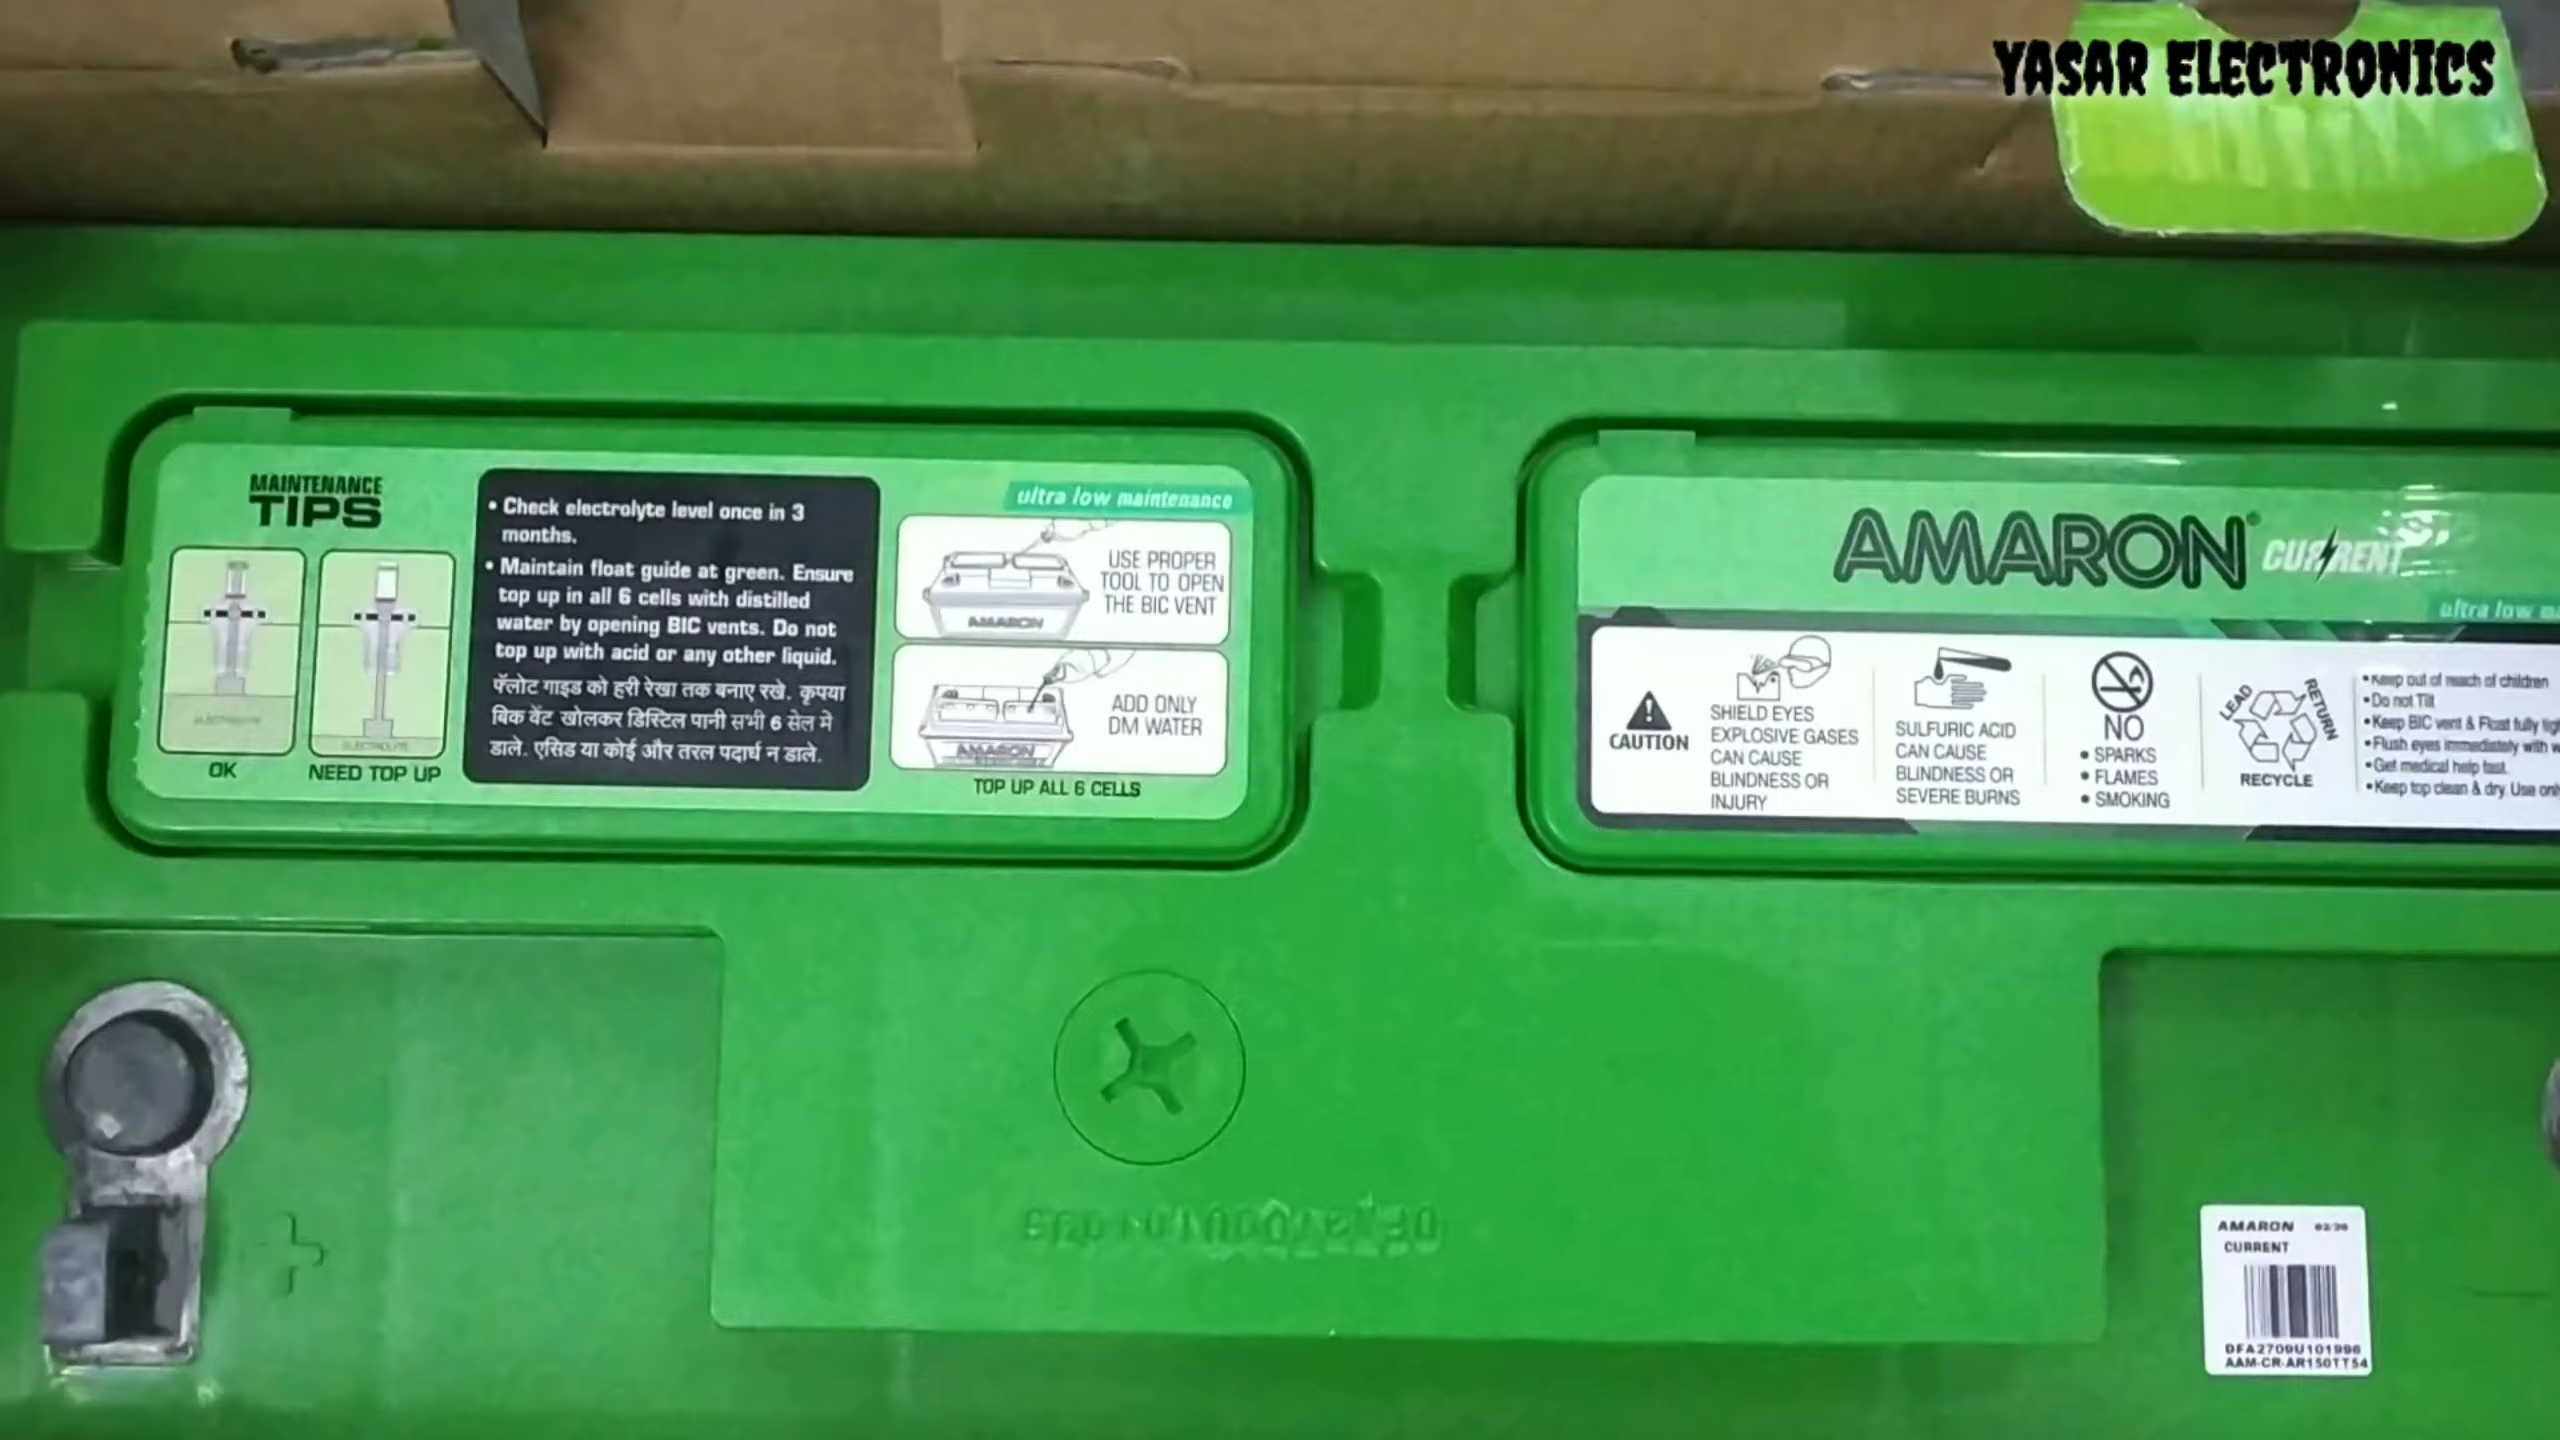 YASAR ELECTRONICS
MAINTENANCE
TIPS
OK
NEED TOP UP
ELECTROLYTE
• Check electrolyte level once in 3
months.
• Maintain float guide at green. Ensure
top up in all 6 cells with distilled
water by opening BIC vents. Do not
top up with acid or any other liquid.
फ्लोट गाइड को हरी रेखा तक बनाए रखे. कृपया
बिक वेंट खोलकर डिस्टिल पानी सभी 6 सेल मे
डाले. एसिड या कोई और तरल पदार्थ न डाले.
ultra low maintenance
USE PROPER
TOOL TO OPEN
THE BIC VENT
AMARON
ADD ONLY
DM WATER
AMARON
TOP UP ALL 6 CELLS
AMARON
CURRENT
ultra low
CAUTION
SHIELD EYES
EXPLOSIVE GASES
CAN CAUSE
BLINDNESS OR
INJURY
SULFURIC ACID
CAN CAUSE
BLINDNESS OR
SEVERE BURNS
NO
• SPARKS
• FLAMES
• SMOKING
LEAD
RETURN
RECYCLE
• Keep out of reach of children
• Do not Tilt
• Keep BIC vent & Float fully
• Flush eyes immediately with
• Get medical help fast.
• Keep top clean & dry. Use
AMARON
CURRENT
DFA2709U101996
AAM-CR-AR150TT54